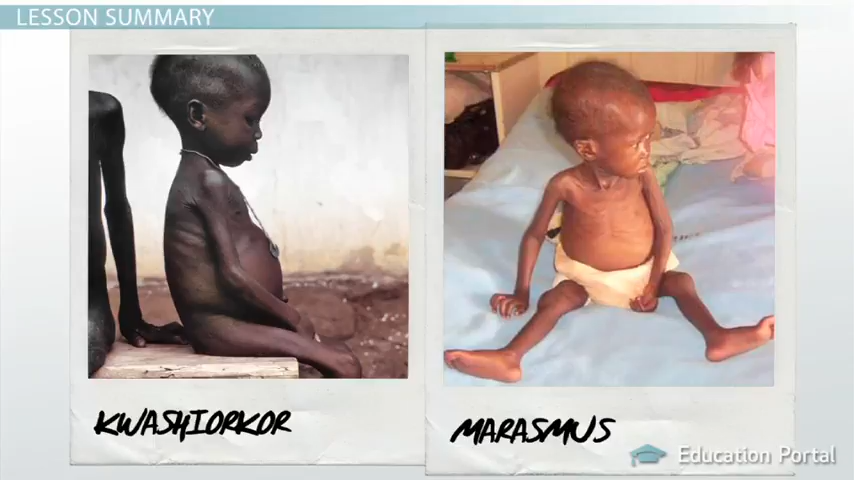 LESSON SUMMARY
KWASHIORKOR
MARASMUS
Education Portal